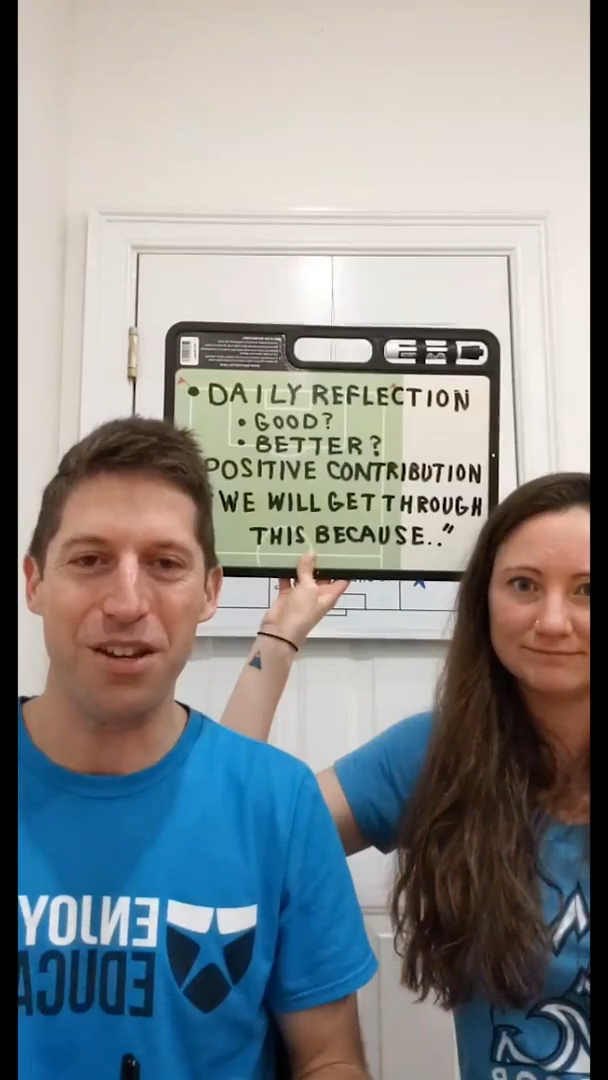 • DAILY REFLECTION
• GOOD?
• BETTER?
POSITIVE CONTRIBUTION
WE WILL GET THROUGH
THIS BECAUSE.."
ENJOY
EDUCA